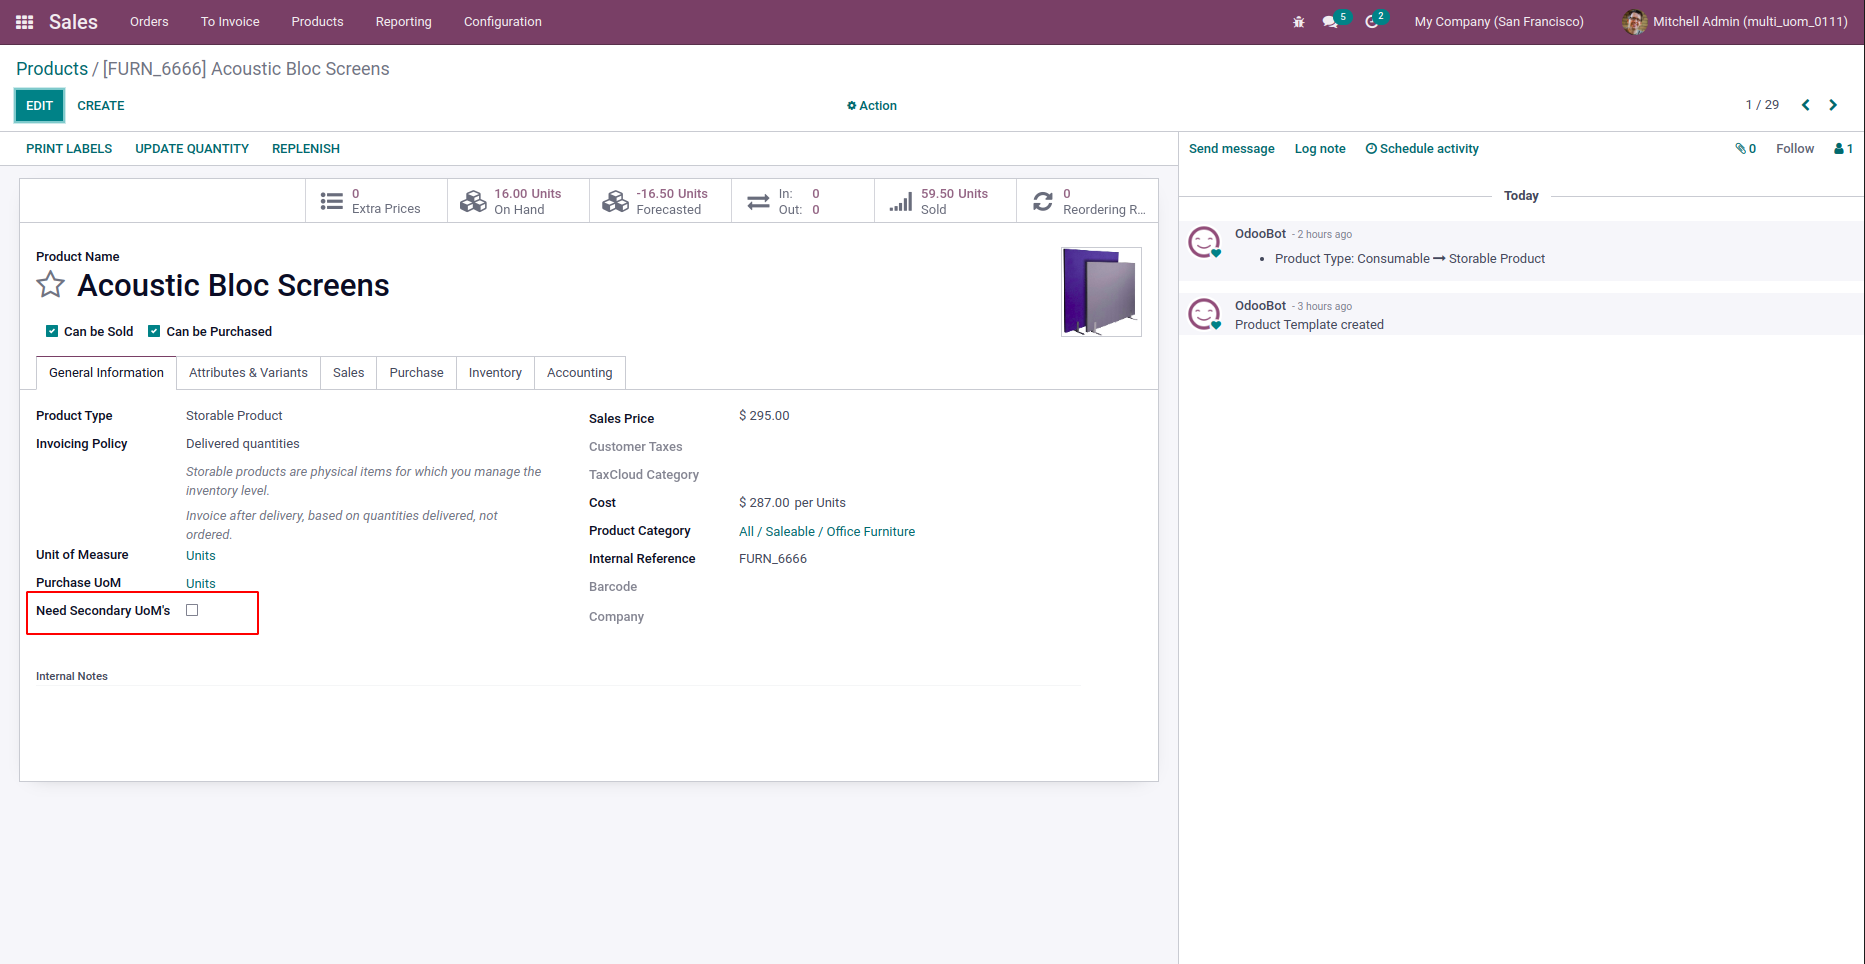 Sales Orders To Invoice Products Reporting Configuration 5 2 My Company (San Francisco) Mitchell Admin (multi_uom_0111)
Products / [FURN_6666] Acoustic Bloc Screens
EDIT CREATE Action 1 / 29
PRINT LABELS UPDATE QUANTITY REPLENISH
0
Extra Prices
16.00 Units
On Hand
-16.50 Units
Forecasted
In: 0
Out: 0
59.50 Units
Sold
0
Reordering R...
Product Name
Acoustic Bloc Screens
Can be Sold Can be Purchased
General Information Attributes & Variants Sales Purchase Inventory Accounting
Product Type Storable Product
Invoicing Policy Delivered quantities
Storable products are physical items for which you manage the
inventory level.
Invoice after delivery, based on quantities delivered, not
ordered.
Unit of Measure Units
Purchase UoM Units
Need Secondary UoM's
Sales Price $ 295.00
Customer Taxes
TaxCloud Category
Cost $ 287.00 per Units
Product Category All / Saleable / Office Furniture
Internal Reference FURN_6666
Barcode
Company
Internal Notes
Send message Log note Schedule activity 0 Follow 1
Today
OdooBot - 2 hours ago
• Product Type: Consumable → Storable Product
OdooBot - 3 hours ago
Product Template created